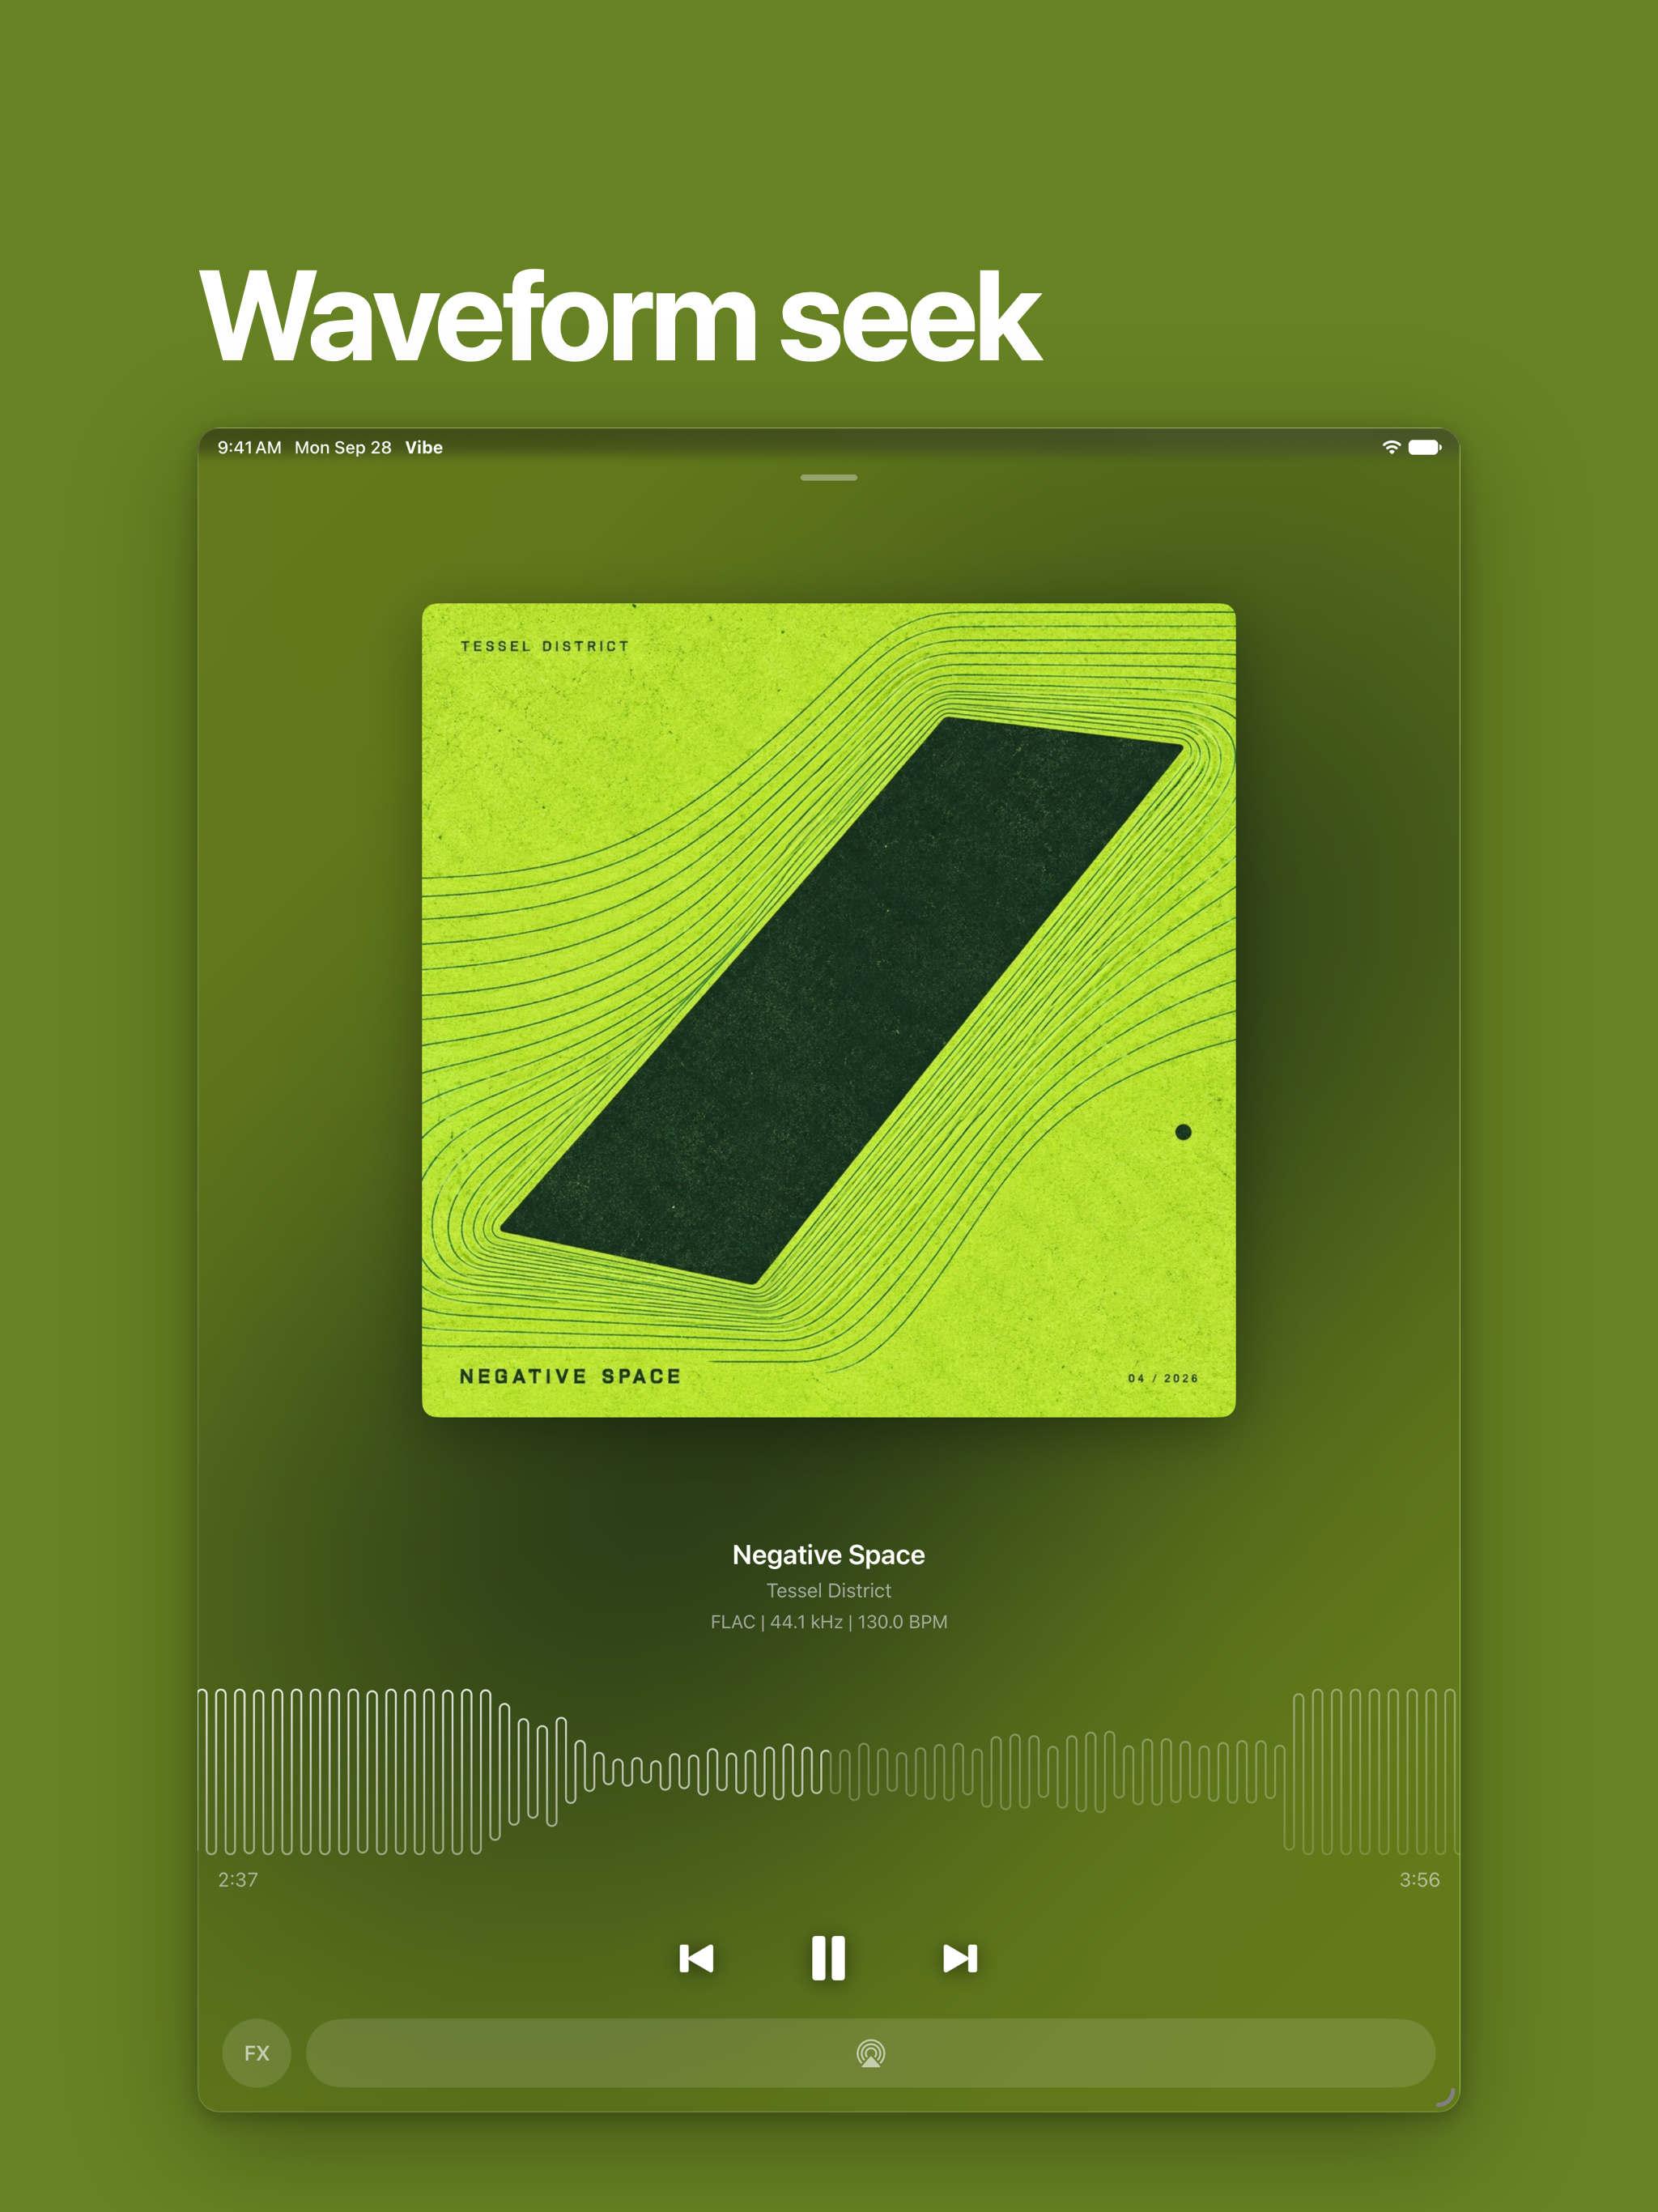 Waveform seek
9:41 AM Mon Sep 28 Vibe
TESSEL DISTRICT
NEGATIVE SPACE
04 / 2026
Negative Space
Tessel District
FLAC | 44.1 kHz | 130.0 BPM
2:37
3:56
FX